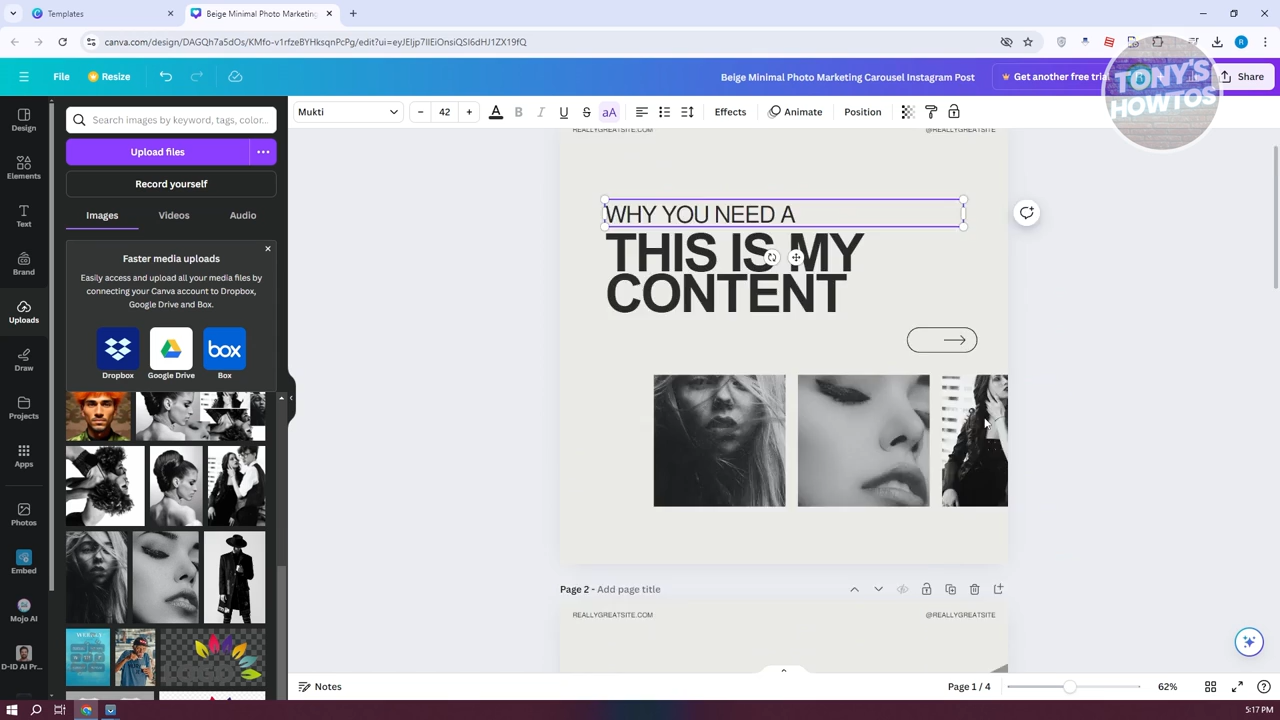 Templates
Beige Minimal Photo Marketing
canva.com/design/DAGQh7a5dOs/KMfo-v1rfzeBYHksqnPcPg/edit?ui=eyJEIjp7IlEiOnsiQSI6dHJ1ZX19fQ
File
Resize
Beige Minimal Photo Marketing Carousel Instagram Post
Get another free trial
Share
TONY'S
HOWTOS
Design
Elements
Text
Brand
Uploads
Draw
Projects
Apps
Photos
Embed
Mojo AI
D-ID AI Pr...
Search images by keyword, tags, color...
Upload files
Record yourself
Images
Videos
Audio
Faster media uploads
Easily access and upload all your media files by
connecting your Canva account to Dropbox,
Google Drive and Box.
box
Dropbox
Google Drive
Box
Mukti
42
aA
Effects
Animate
Position
REALLYGREATSITE.COM
@REALLYGREATSITE
WHY YOU NEED A
THIS IS MY
CONTENT
Page 2 - Add page title
REALLYGREATSITE.COM
@REALLYGREATSITE
Notes
Page 1 / 4
62%
5:17 PM